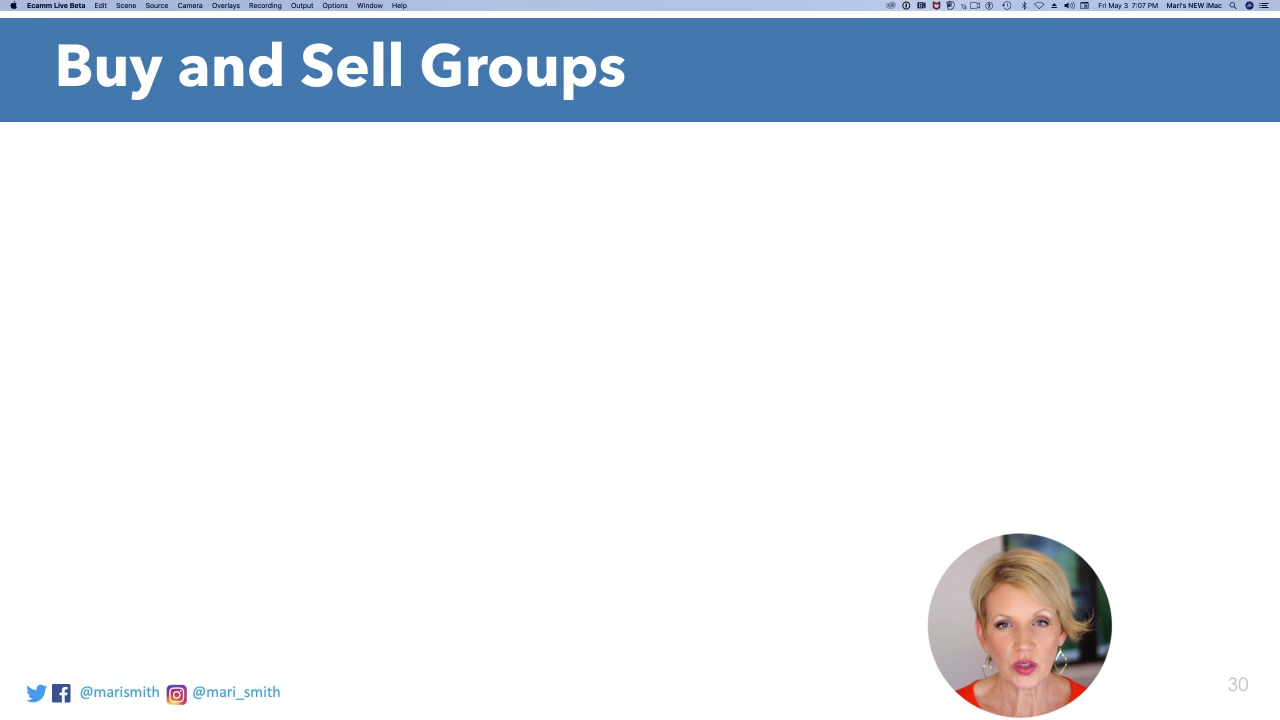 Ecamm Live Beta Edit Scene Source Camera Overlays Recording Output Options Window Help Fri May 3 7:07 PM Mari's NEW iMac
Buy and Sell Groups
@marismith @mari_smith
30